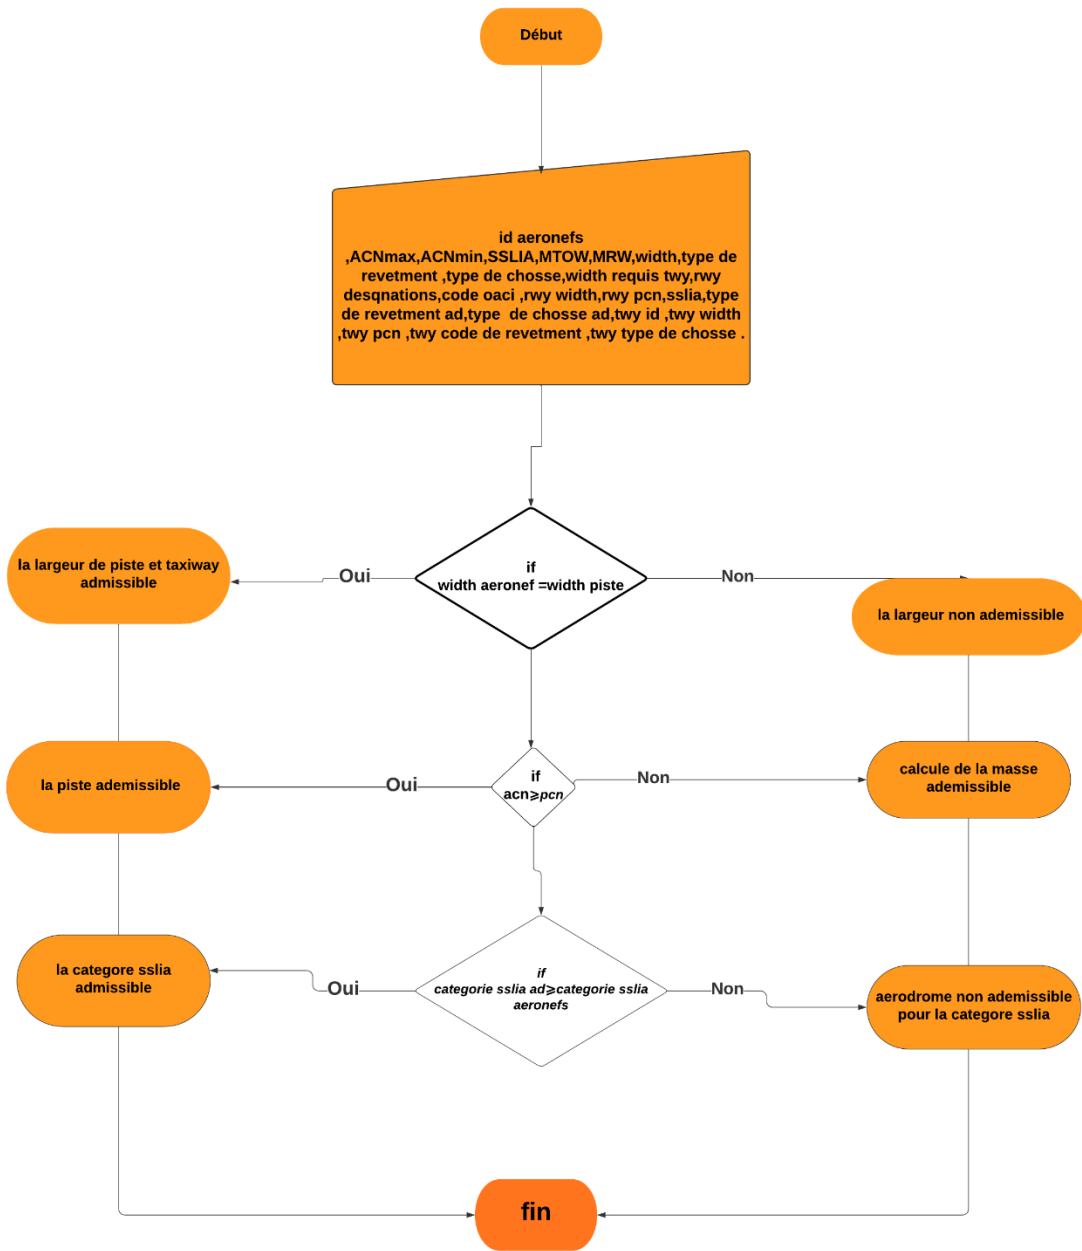 Début
id aeronefs
,ACNmax,ACNmin,SSLIA,MTOW,MRW,width,type de
revetment ,type de chosse,width requis twy,rwy
desqnations,code oaci ,rwy width,rwy pcn,sslia,type
de revetment ad,type de chosse ad,twy id ,twy width
,twy pcn ,twy code de revetment ,twy type de chosse .
la largeur de piste et taxiway
admissible
Oui
if
width aeronef =width piste
Non
la largeur non ademissible
la piste ademissible
Oui
if
acn⩾pcn
Non
calcule de la masse
ademissible
la categore sslia
admissible
Oui
if
categorie sslia ad⩾categorie sslia
aeronefs
Non
aerodrome non ademissible
pour la categore sslia
fin